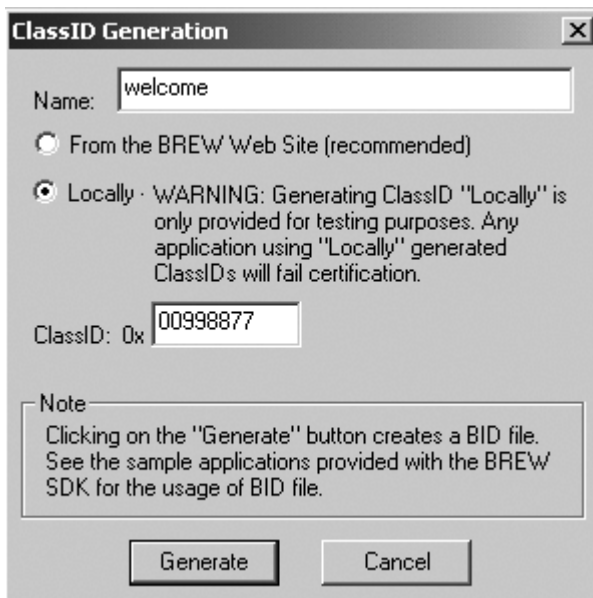 ClassID Generation
Name: welcome
From the BREW Web Site (recommended)
Locally - WARNING: Generating ClassID "Locally" is
only provided for testing purposes. Any
application using "Locally" generated
ClassIDs will fail certification.
ClassID: 0x 00998877
Note
Clicking on the "Generate" button creates a BID file.
See the sample applications provided with the BREW
SDK for the usage of BID file.
Generate Cancel